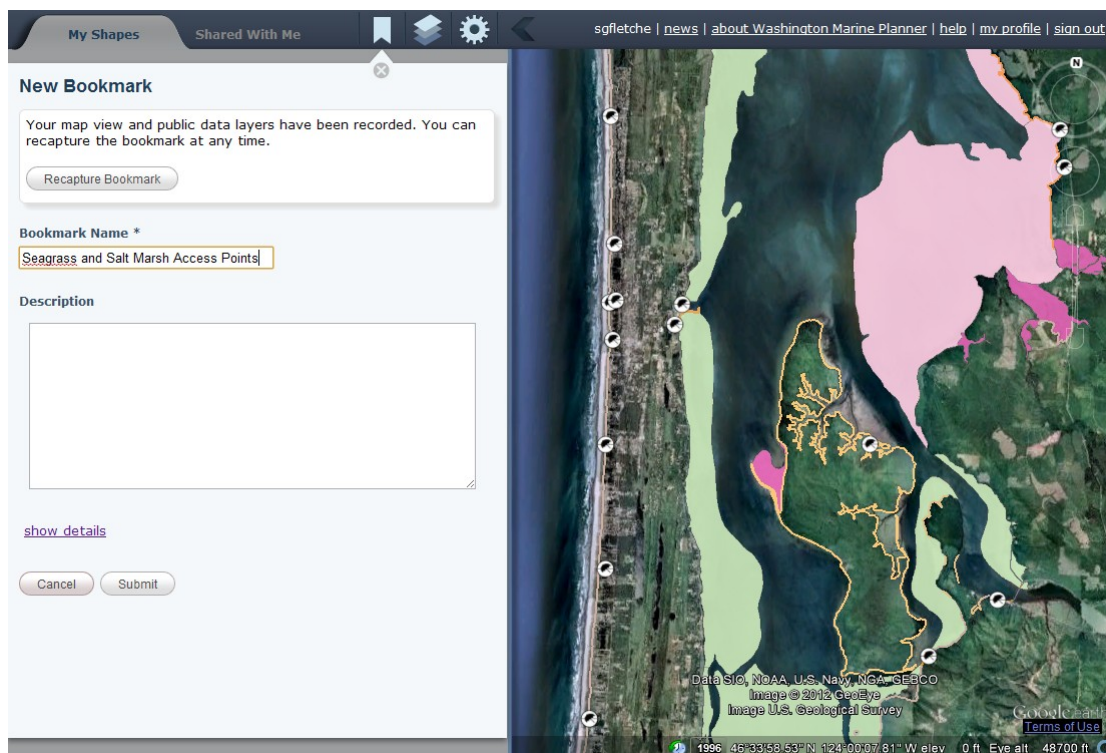 My Shapes
Shared With Me
sgfletche | news | about Washington Marine Planner | help | my profile | sign out
New Bookmark
Your map view and public data layers have been recorded. You can
recapture the bookmark at any time.
Recapture Bookmark
Bookmark Name *
Seagrass and Salt Marsh Access Points
Description
show details
Cancel
Submit
N
Data SIO, NOAA, U.S. Navy, NGA, GEBCO
Image © 2012 GeoEye
Image U.S. Geological Survey
Google earth
Terms of Use
1996 46°33'58.53" N 124°00'07.81" W elev 0 ft Eye alt 48700 ft